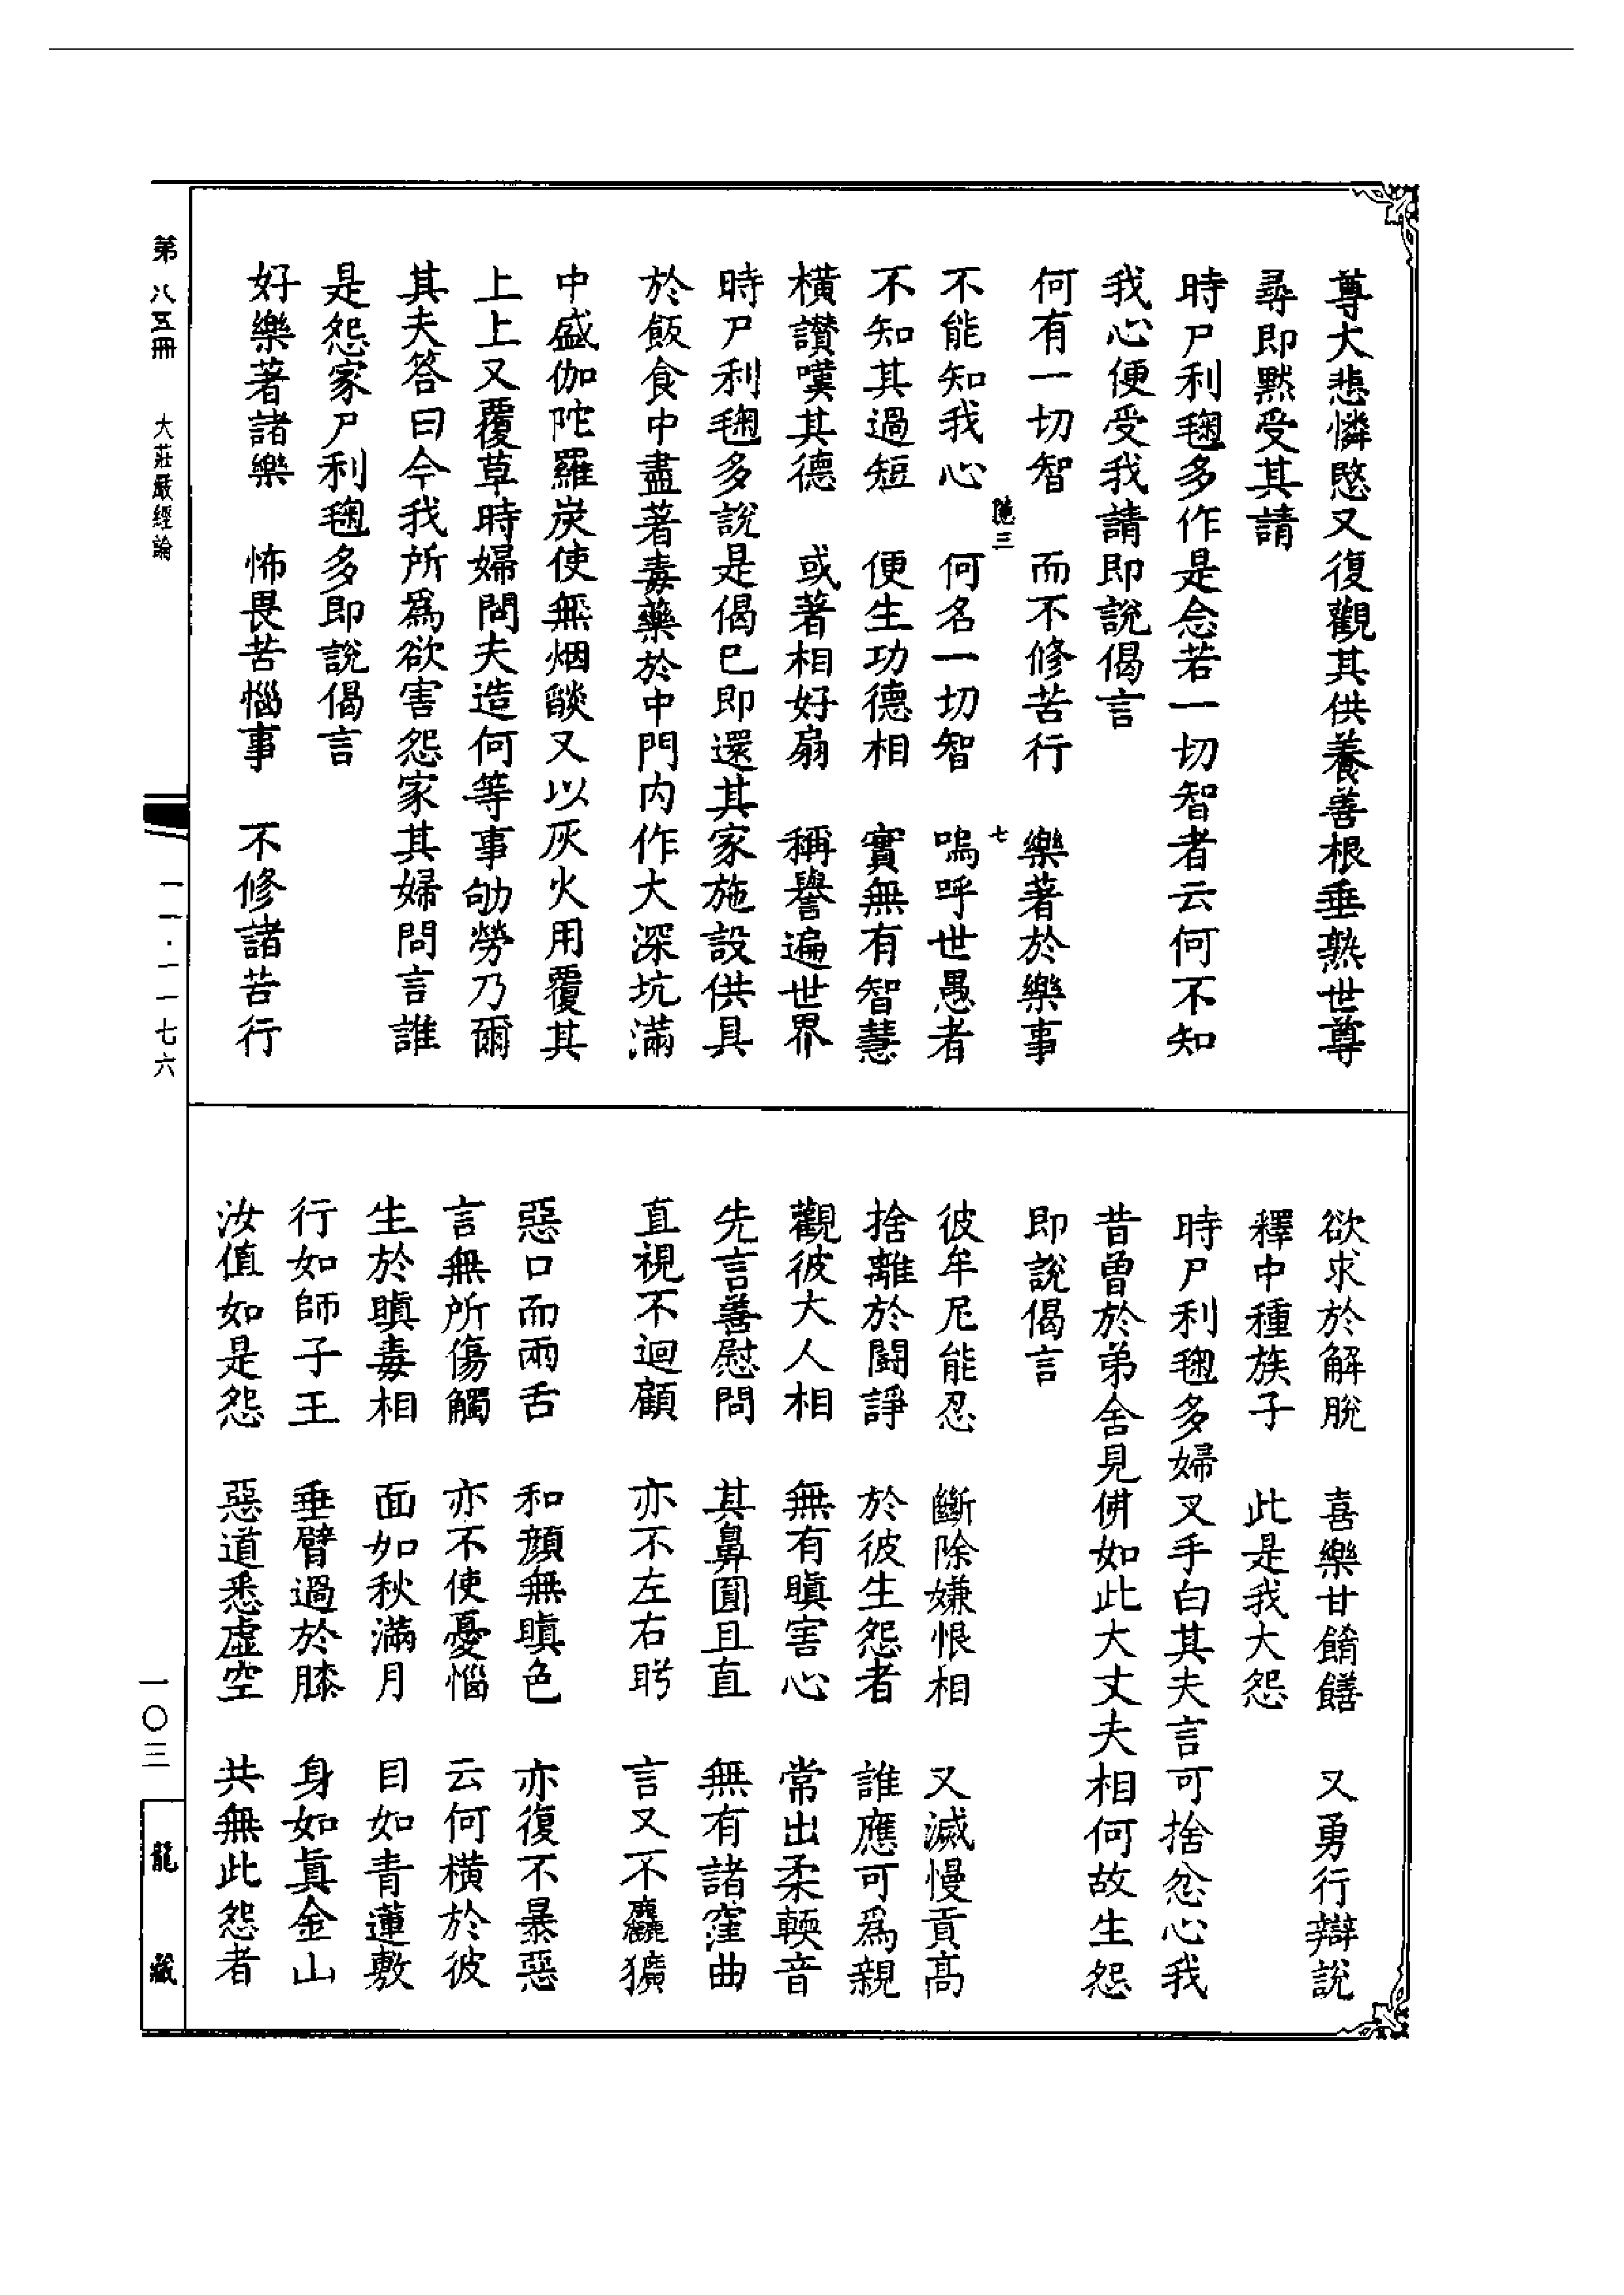 尊大悲憐愍又復觀其供養善根垂熟世尊
尋即默受其請
時尸利毱多作是念若一切智者云何不知
我心便受我請即說偈言
何有一切智　而不修苦行　樂著於樂事
不能知我心　何名一切智　嗚呼世愚者
不知其過短　便生功德相　實無有智慧
橫讚嘆其德　或著相好扇　稱譽遍世界
時尸利毱多說是偈已即還其家施設供具
於飯食中盡著毒藥於中門內作大深坑滿
中盛伽陀羅炭使無烟𦦨又以灰火用覆其
上上又覆草時婦問夫造何等事劬勞乃爾
其夫答曰今我所為欲害怨家其婦問言誰
是怨家尸利毱多即說偈言
好樂著諸樂　怖畏苦惱事　不修諸苦行
欲求於解脫　喜樂甘餚饍　又勇行辯說
釋中種族子　此是我大怨
時尸利毱多婦叉手白其夫言可捨忿心我
昔曾於弟舍見佛如此大丈夫相何故生怨
即說偈言
彼牟尼能忍　斷除嫌恨相　又滅慢貢高
捨離於鬪諍　於彼生怨者　誰應可為親
觀彼大人相　無有瞋害心　常出柔輭音
先言善慰問　其鼻圓且直　無有諸窪曲
直視不迴顧　亦不左右眄　言又不麤獷
惡口而兩舌　和顏無瞋色　亦復不暴惡
言無所傷觸　亦不使憂惱　云何橫於彼
生於瞋毒相　面如秋滿月　目如青蓮敷
行如師子王　垂臂過於膝　身如真金山
汝值如是怨　惡道悉虛空　共無此怨者
三
七
第八五冊　大莊嚴經論
一一·一一七六
一〇三
龍藏